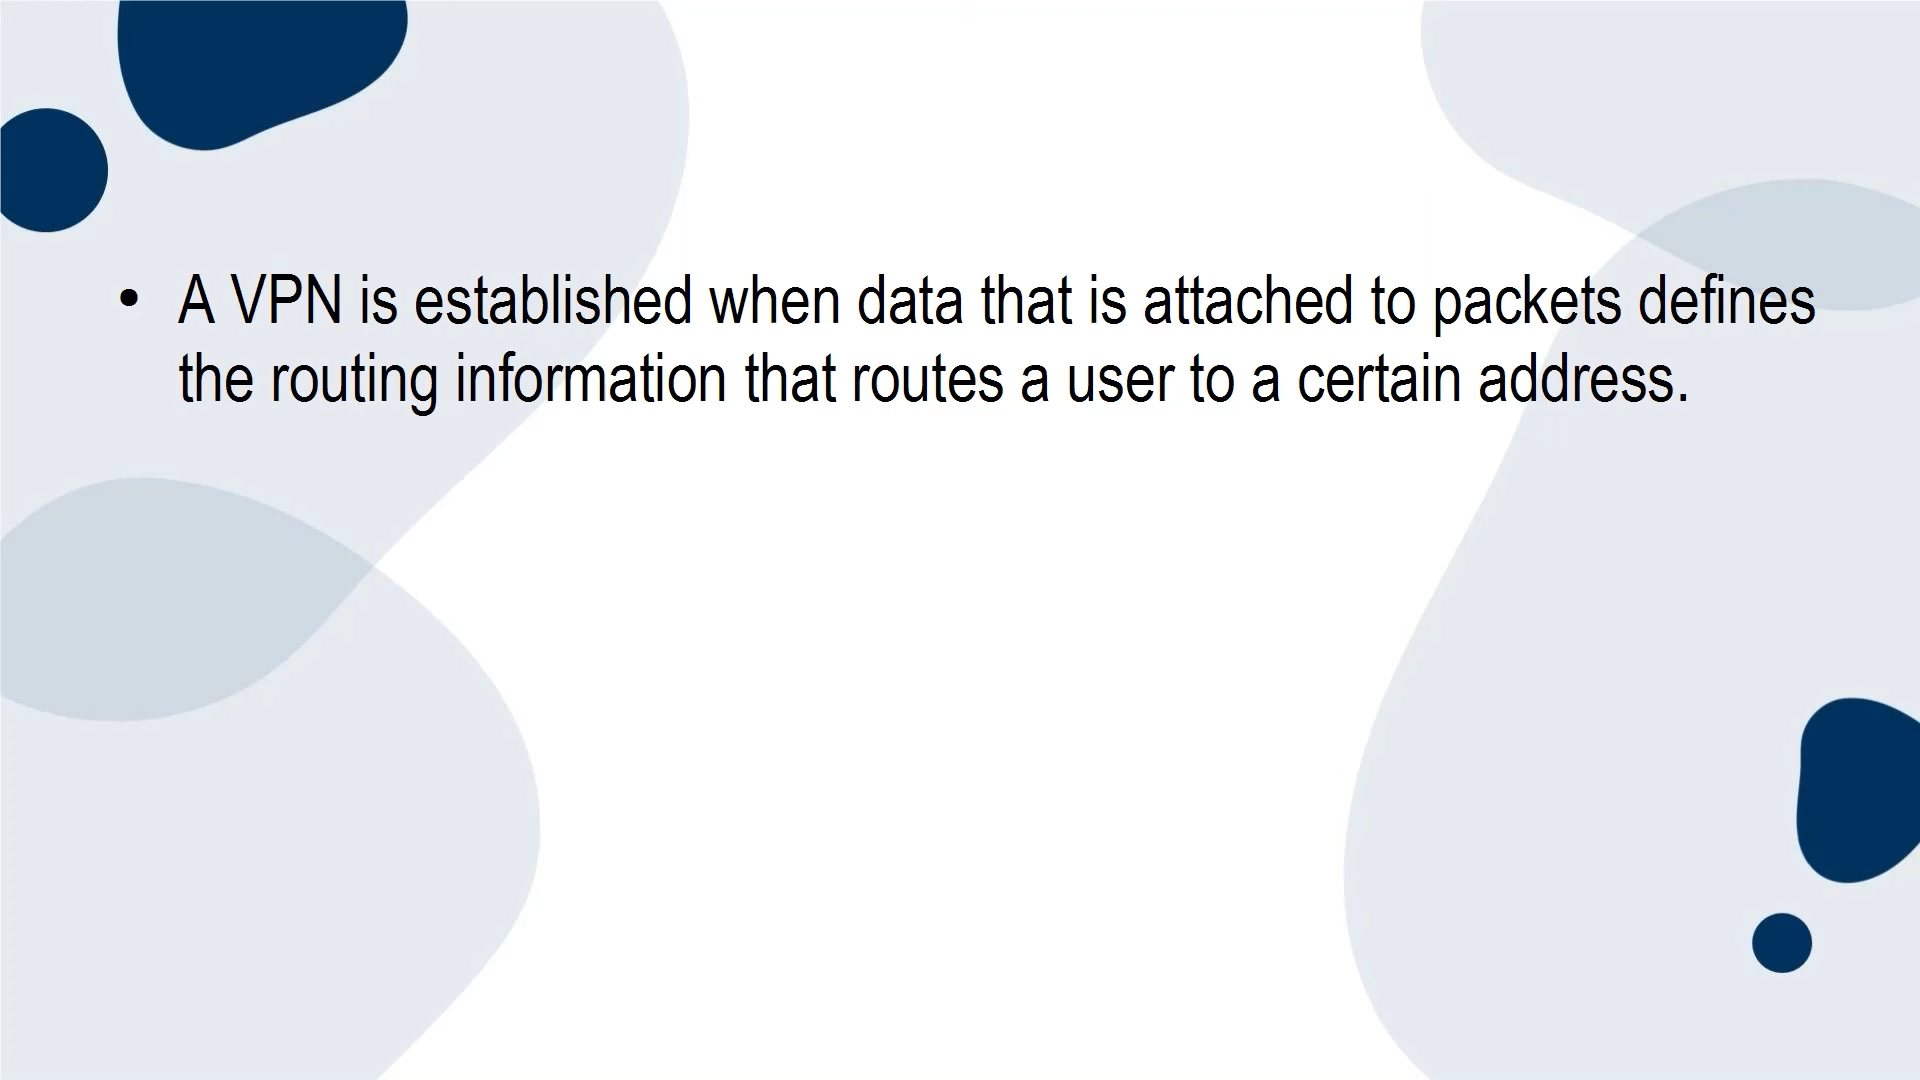 • A VPN is established when data that is attached to packets defines
the routing information that routes a user to a certain address.